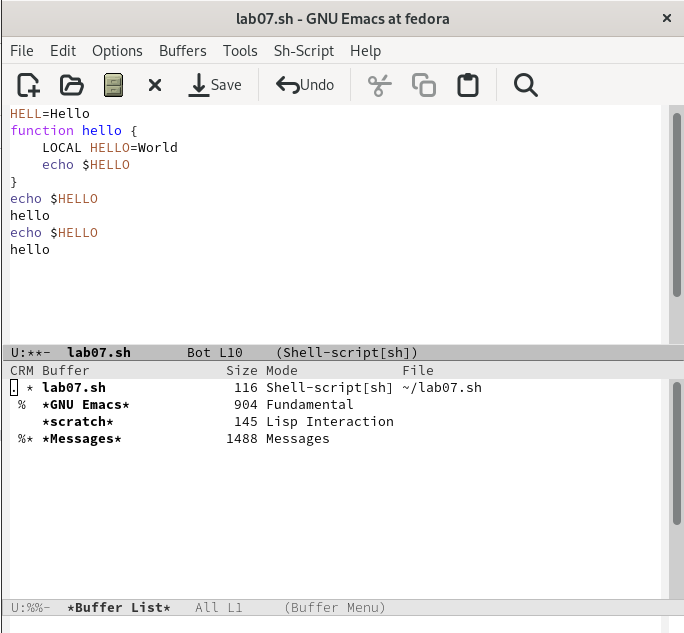 lab07.sh - GNU Emacs at fedora ×
File Edit Options Buffers Tools Sh-Script Help
Save Undo
HELL=Hello
function hello {
    LOCAL HELLO=World
    echo $HELLO
}
echo $HELLO
hello
echo $HELLO
hello
U:**-  lab07.sh       Bot L10    (Shell-script[sh])
CRM Buffer                 Size Mode             File
. * lab07.sh                116 Shell-script[sh] ~/lab07.sh
 %  *GNU Emacs*             904 Fundamental
    *scratch*               145 Lisp Interaction
 %* *Messages*             1488 Messages
U:%%-  *Buffer List*   All L1     (Buffer Menu)